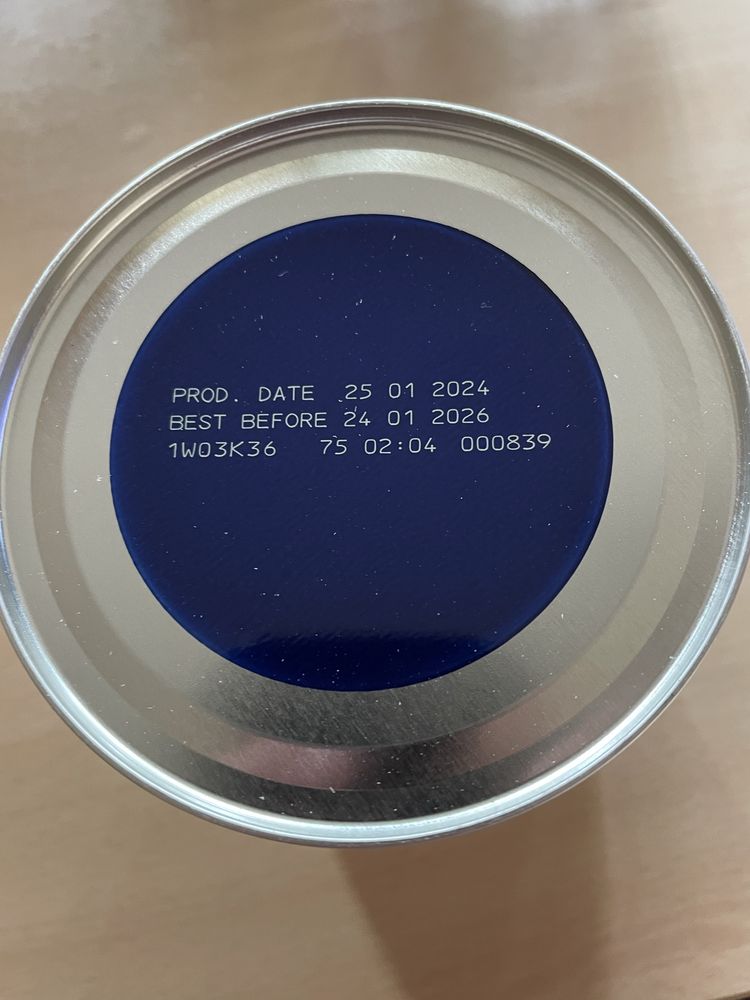 PROD. DATE 25 01 2024
BEST BEFORE 24 01 2026
1W03K36 75 02:04 000839